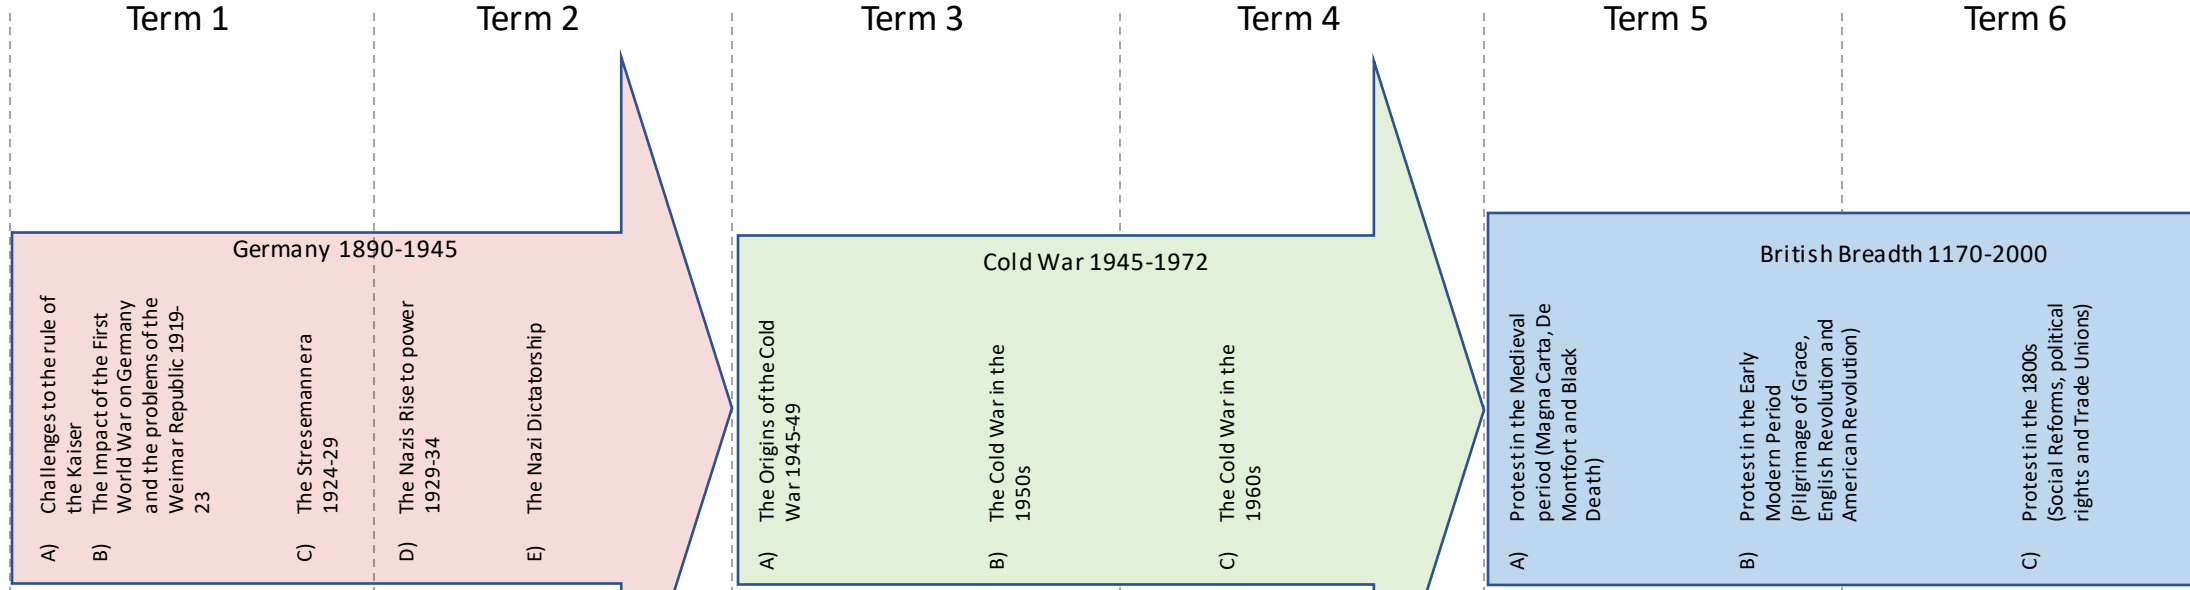 Term 1
Term 2
Term 3
Term 4
Term 5
Term 6
Germany 1890-1945
A) Challenges to the rule of
the Kaiser
B) The Impact of the First
World War on Germany
and the problems of the
Weimar Republic 1919-
23
C) The Stresemann era
1924-29
D) The Nazis Rise to power
1929-34
E) The Nazi Dictatorship
Cold War 1945-1972
A) The Origins of the Cold
War 1945-49
B) The Cold War in the
1950s
C) The Cold War in the
1960s
British Breadth 1170-2000
A) Protest in the Medieval
period (Magna Carta, De
Montfort and Black
Death)
B) Protest in the Early
Modern Period
(Pilgrimage of Grace,
English Revolution and
American Revolution)
C) Protest in the 1800s
(Social Reforms, political
rights and Trade Unions)